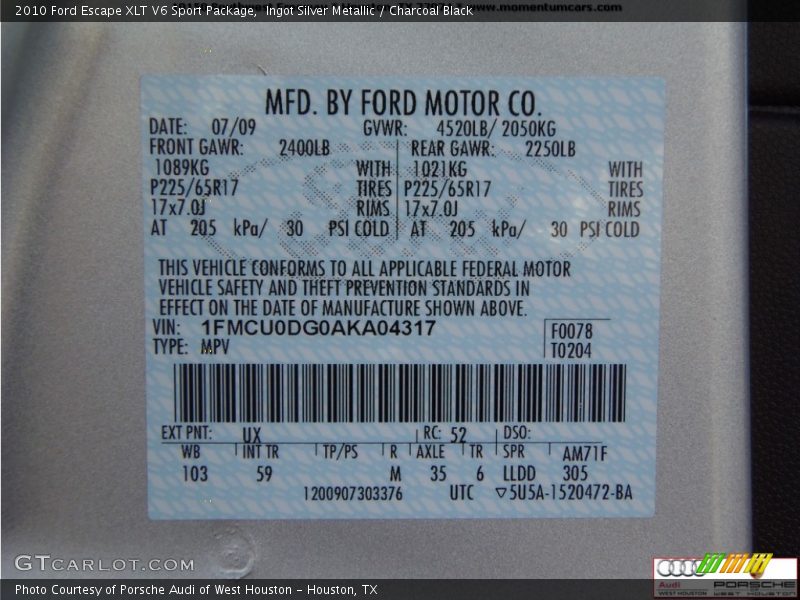 2010 Ford Escape XLT V6 Sport Package, Ingot Silver Metallic / Charcoal Black
www.momentumcars.com
MFD. BY FORD MOTOR CO.
DATE: 07/09 GVWR: 4520LB/ 2050KG
FRONT GAWR: 2400LB REAR GAWR: 2250LB
1089KG WITH 1021KG WITH
P225/65R17 TIRES P225/65R17 TIRES
17x7.0J RIMS 17x7.0J RIMS
AT 205 kPa/ 30 PSI COLD AT 205 kPa/ 30 PSI COLD
THIS VEHICLE CONFORMS TO ALL APPLICABLE FEDERAL MOTOR
VEHICLE SAFETY AND THEFT PREVENTION STANDARDS IN
EFFECT ON THE DATE OF MANUFACTURE SHOWN ABOVE.
VIN: 1FMCU0DG0AKA04317 F0078
TYPE: MPV T0204
EXT PNT: UX RC: 52 DSO:
WB INT TR TP/PS R AXLE TR SPR AM71F
103 59 M 35 6 LLDD 305
1200907303376 UTC ▽5U5A-1520472-BA
GTCARLOT.COM
Audi PORSCHE
WEST HOUSTON WEST HOUSTON
Photo Courtesy of Porsche Audi of West Houston – Houston, TX